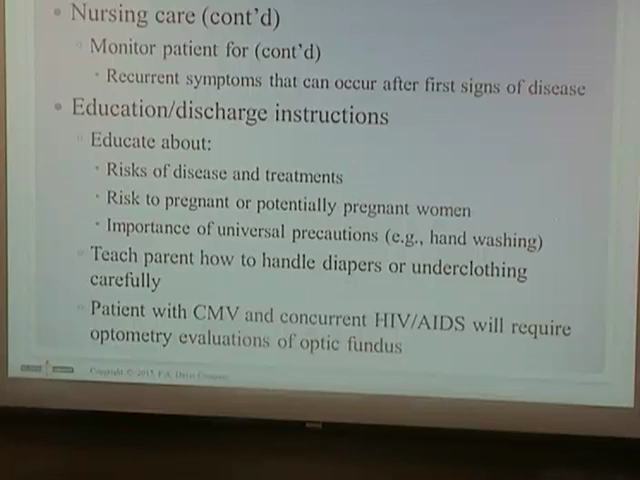 • Nursing care (cont'd)
Monitor patient for (cont'd)
• Recurrent symptoms that can occur after first signs of disease
• Education/discharge instructions
Educate about:
• Risks of disease and treatments
• Risk to pregnant or potentially pregnant women
• Importance of universal precautions (e.g., hand washing)
Teach parent how to handle diapers or underclothing
carefully
Patient with CMV and concurrent HIV/AIDS will require
optometry evaluations of optic fundus
Copyright © F.A. Davis Company